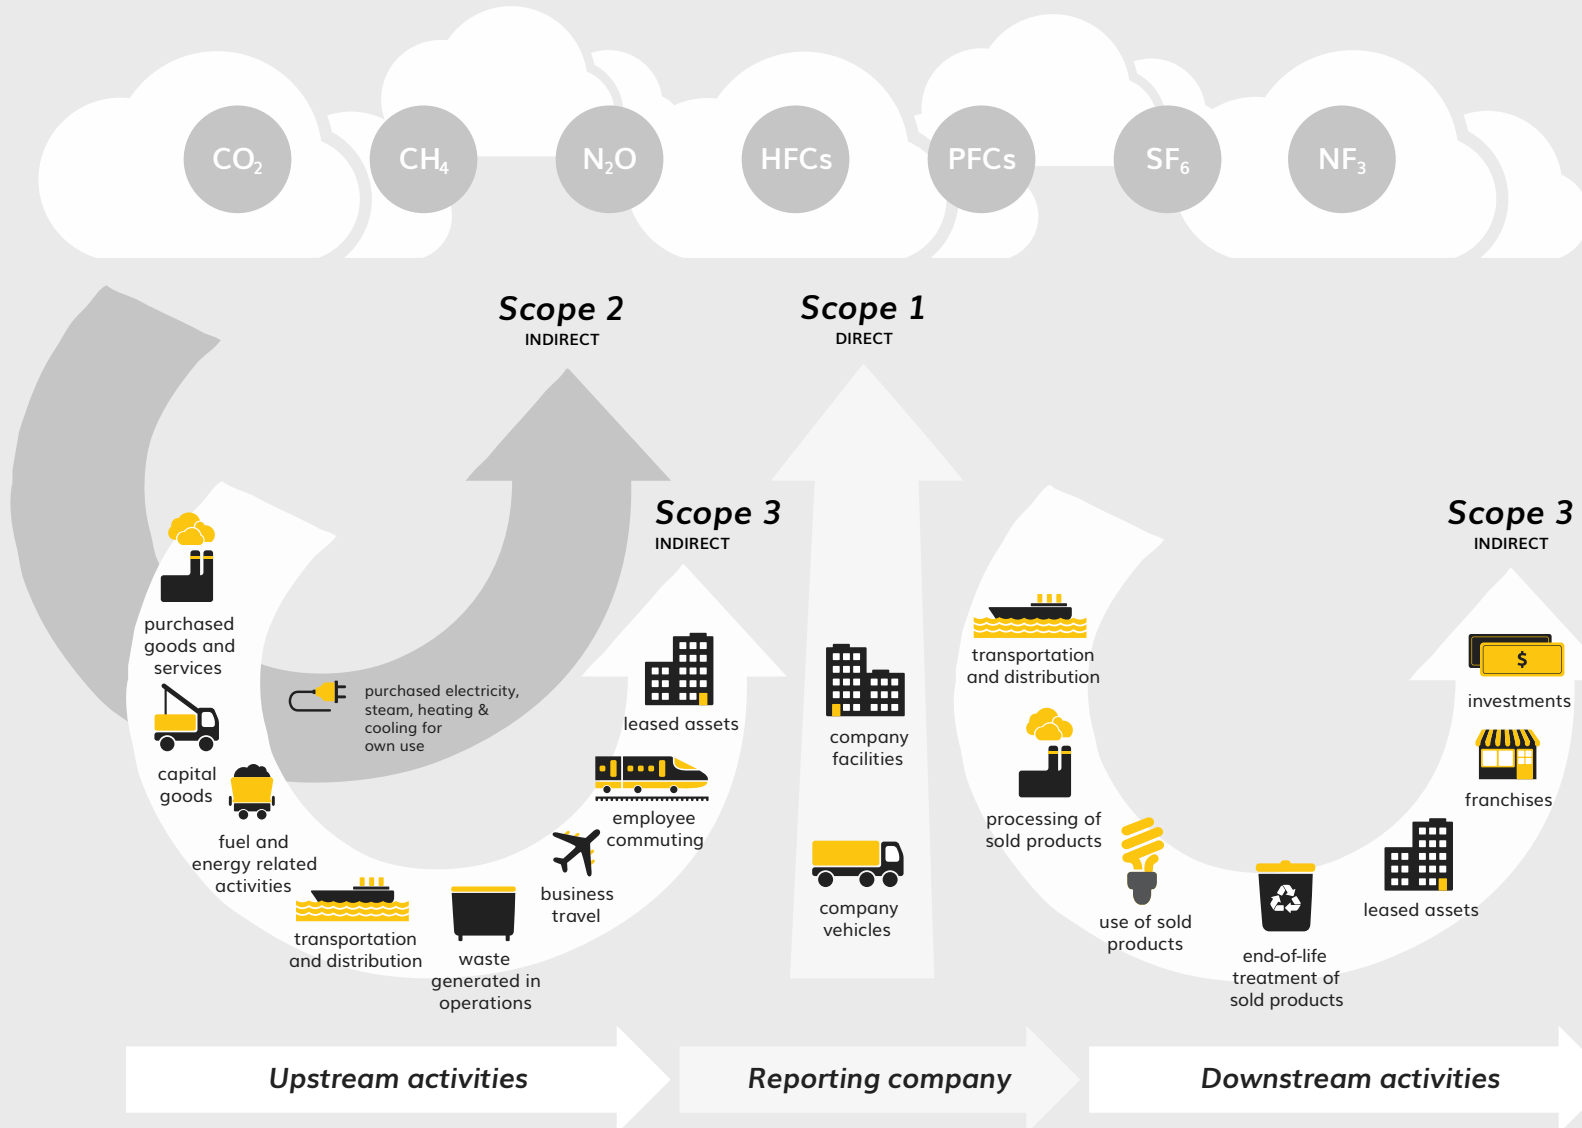 CO₂
CH₄
N₂O
HFCs
PFCs
SF₆
NF₃
Scope 2
INDIRECT
Scope 1
DIRECT
Scope 3
INDIRECT
Scope 3
INDIRECT
purchased
goods and
services
capital
goods
fuel and
energy related
activities
transportation
and distribution
waste
generated in
operations
business
travel
employee
commuting
leased assets
purchased electricity,
steam, heating &
cooling for
own use
company
facilities
company
vehicles
transportation
and distribution
processing of
sold products
use of sold
products
end-of-life
treatment of
sold products
leased assets
franchises
investments
$
Upstream activities
Reporting company
Downstream activities